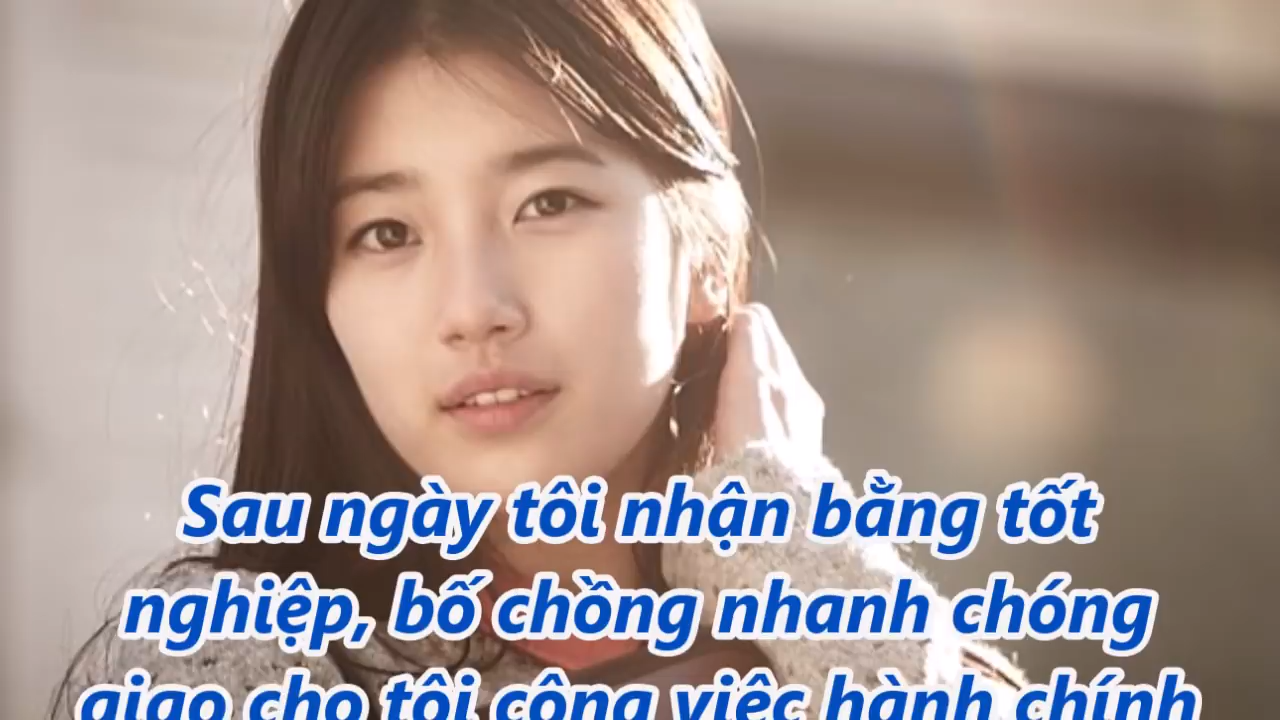 Sau ngày tôi nhận bằng tốt
nghiệp, bố chồng nhanh chóng
giao cho tôi công việc hành chính